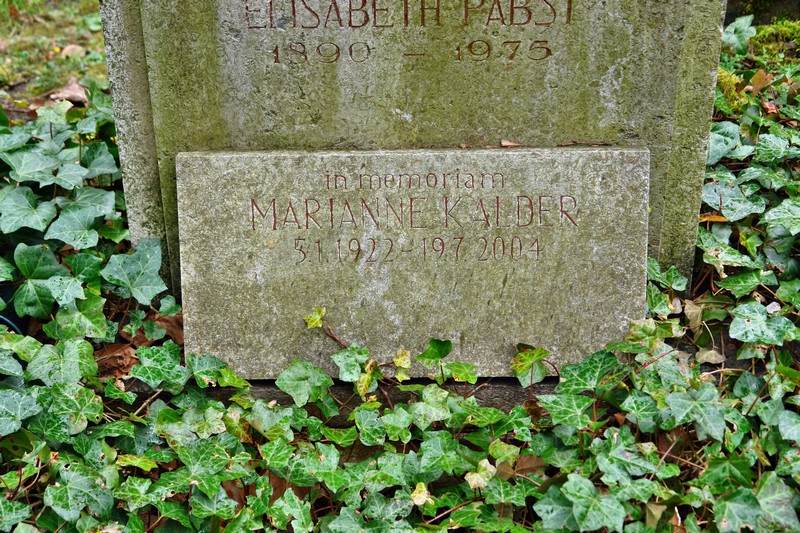 ELISABETH PABST
1890 – 1975
in memoriam
MARIANNE KALDER
5.1.1922 – 19.7.2004